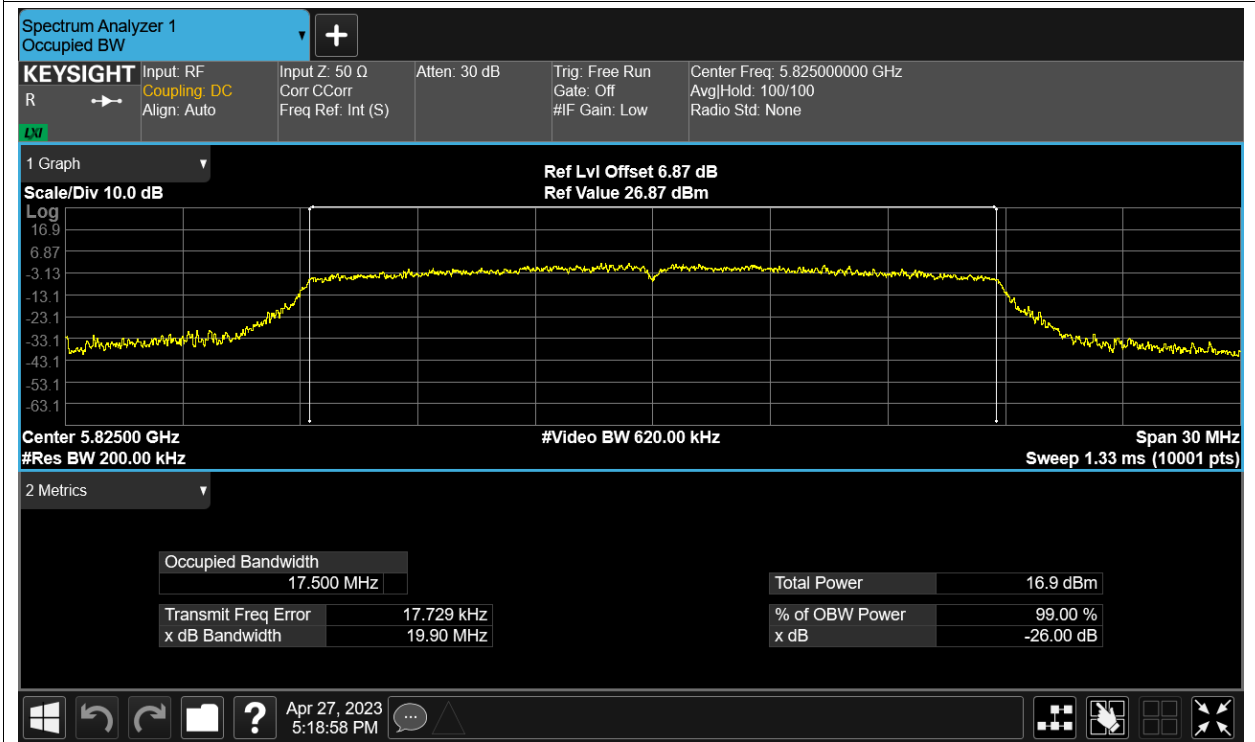 Spectrum Analyzer 1
Occupied BW
KEYSIGHT
R
LXI
Input: RF
Coupling: DC
Align: Auto
Input Z: 50 Ω
Corr CCorr
Freq Ref: Int (S)
Atten: 30 dB
Trig: Free Run
Gate: Off
#IF Gain: Low
Center Freq: 5.825000000 GHz
Avg|Hold: 100/100
Radio Std: None
1 Graph
Scale/Div 10.0 dB
Ref Lvl Offset 6.87 dB
Ref Value 26.87 dBm
Log
16.9
6.87
-3.13
-13.1
-23.1
-33.1
-43.1
-53.1
-63.1
Center 5.82500 GHz
#Res BW 200.00 kHz
#Video BW 620.00 kHz
Span 30 MHz
Sweep 1.33 ms (10001 pts)
2 Metrics
Occupied Bandwidth
17.500 MHz
Transmit Freq Error 17.729 kHz
x dB Bandwidth 19.90 MHz
Total Power 16.9 dBm
% of OBW Power 99.00 %
x dB -26.00 dB
?
Apr 27, 2023
5:18:58 PM